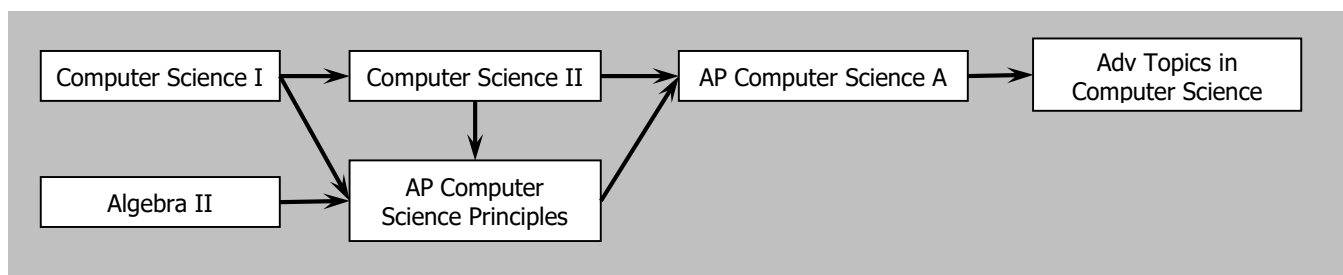 Computer Science I
Computer Science II
AP Computer Science A
Adv Topics in
Computer Science
Algebra II
AP Computer
Science Principles